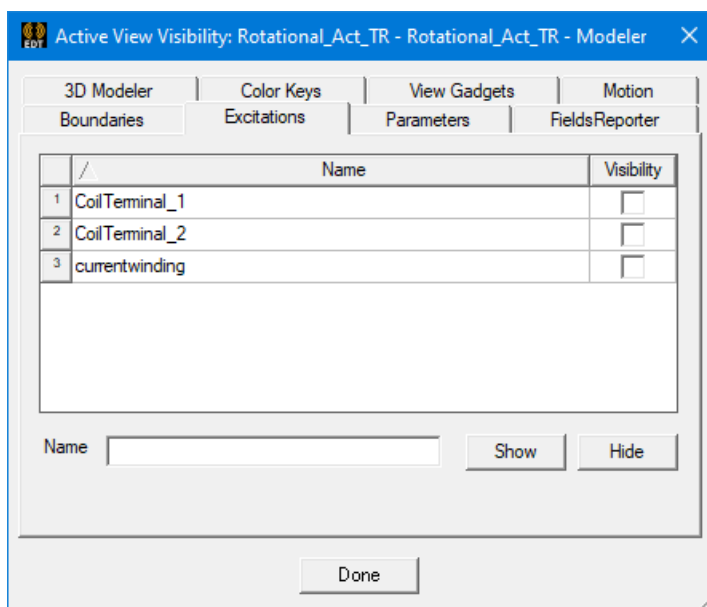 EDT Active View Visibility: Rotational_Act_TR - Rotational_Act_TR - Modeler
3D Modeler Color Keys View Gadgets Motion
Boundaries Excitations Parameters FieldsReporter
Name Visibility
1 CoilTerminal_1
2 CoilTerminal_2
3 currentwinding
Name Show Hide
Done